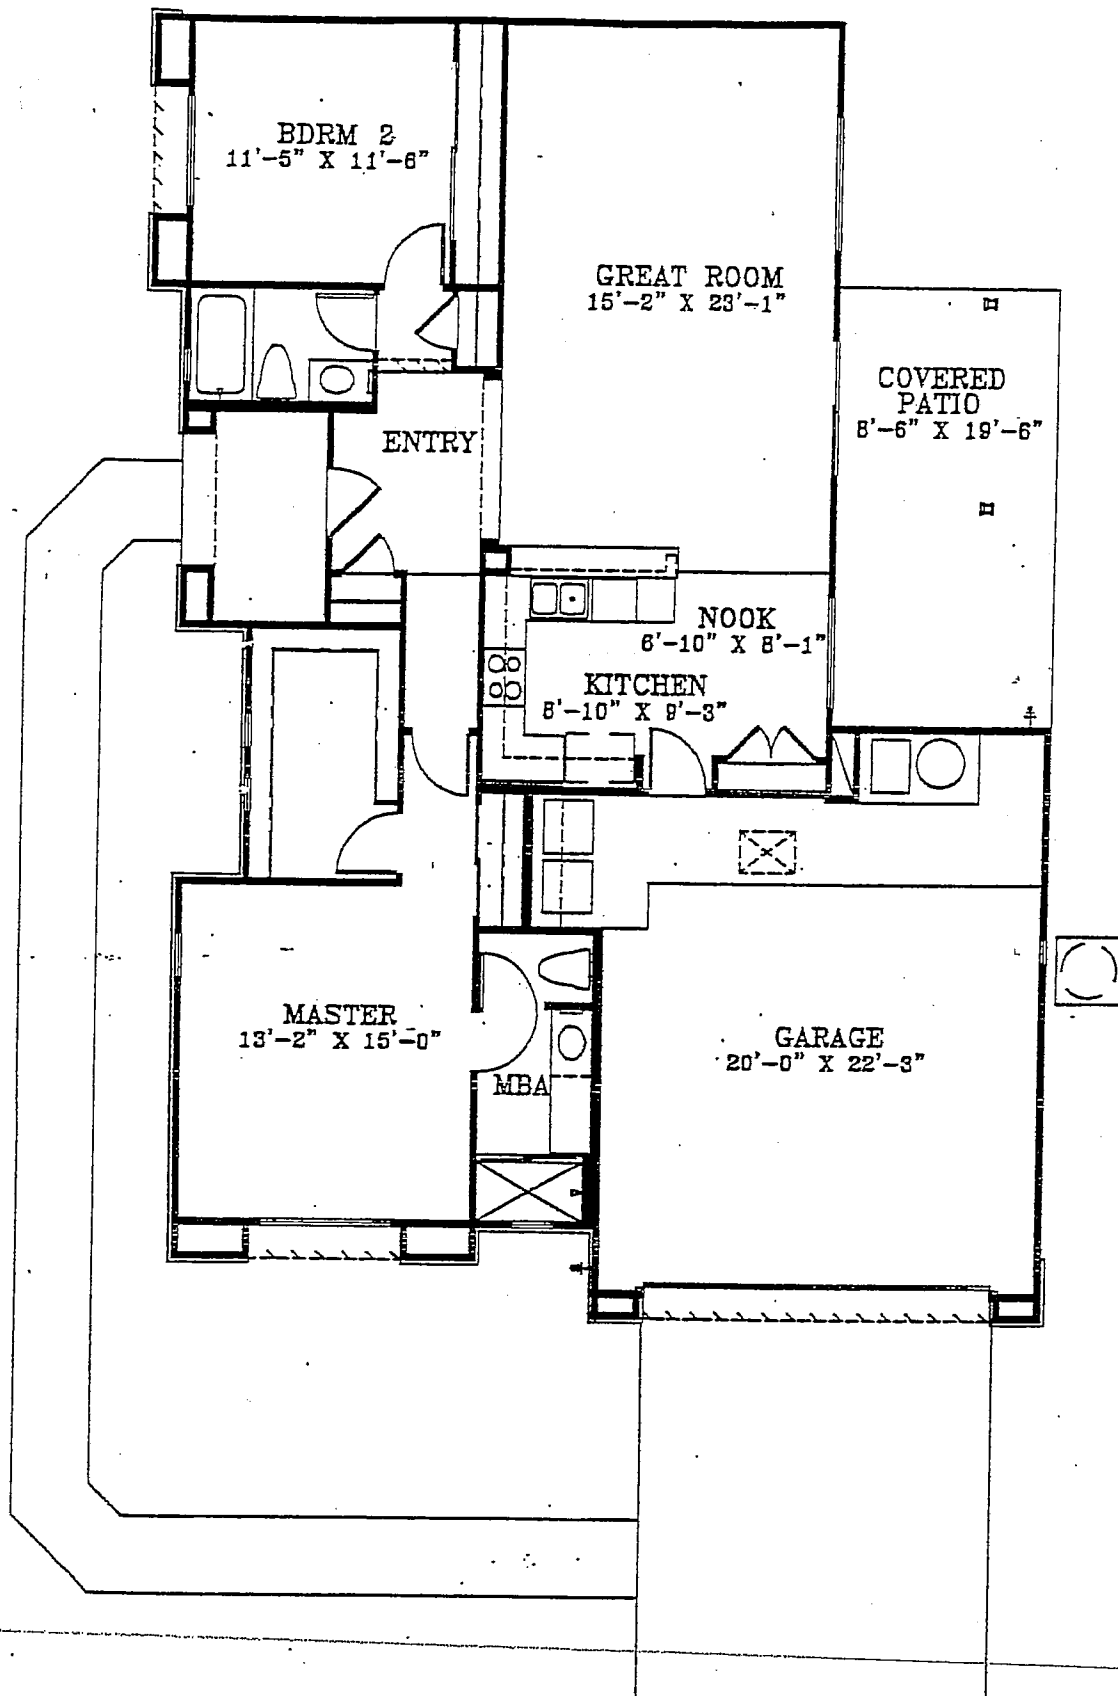 BDRM 2
11'-5" X 11'-6"
GREAT ROOM
15'-2" X 23'-1"
COVERED
PATIO
8'-6" X 19'-6"
ENTRY
NOOK
6'-10" X 8'-1"
KITCHEN
8'-10" X 9'-3"
MASTER
13'-2" X 15'-0"
MBA
GARAGE
20'-0" X 22'-3"